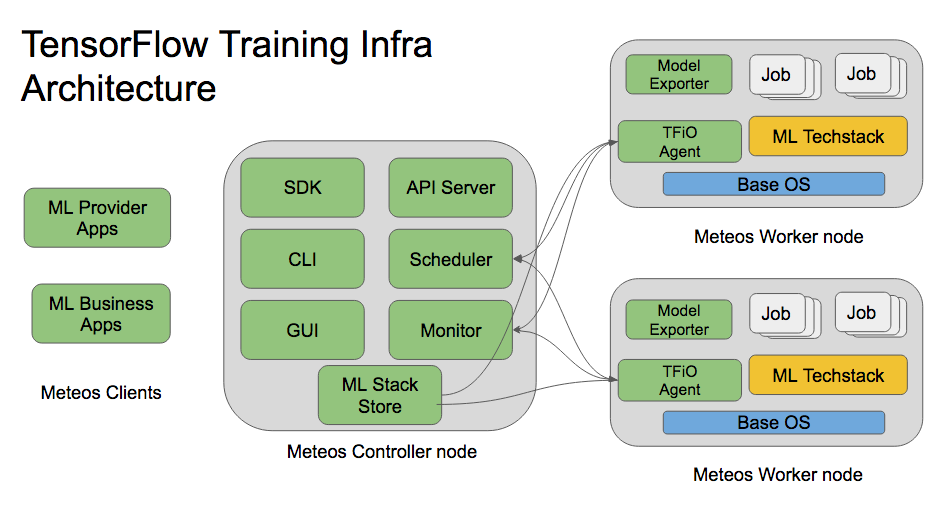 TensorFlow Training Infra
Architecture
ML Provider
Apps
ML Business
Apps
Meteos Clients
SDK
API Server
CLI
Scheduler
GUI
Monitor
ML Stack
Store
Meteos Controller node
Model
Exporter
Job
Job
TFiO
Agent
ML Techstack
Base OS
Meteos Worker node
Model
Exporter
Job
Job
TFiO
Agent
ML Techstack
Base OS
Meteos Worker node